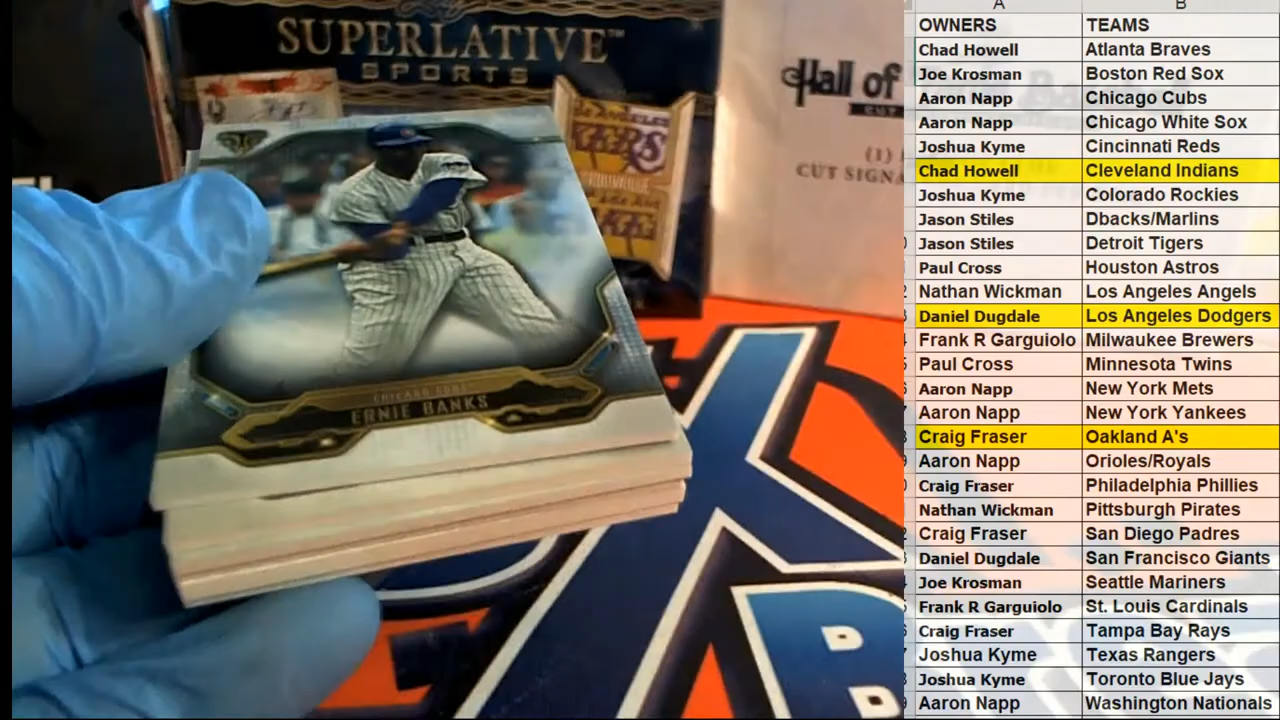 SUPERLATIVE™
SPORTS
Hall of
CUT
(1)
CUT SIGNA
CHICAGO CUBS
ERNIE BANKS
A B
OWNERS TEAMS
Chad Howell Atlanta Braves
Joe Krosman Boston Red Sox
Aaron Napp Chicago Cubs
Aaron Napp Chicago White Sox
Joshua Kyme Cincinnati Reds
Chad Howell Cleveland Indians
Joshua Kyme Colorado Rockies
Jason Stiles Dbacks/Marlins
Jason Stiles Detroit Tigers
Paul Cross Houston Astros
Nathan Wickman Los Angeles Angels
Daniel Dugdale Los Angeles Dodgers
Frank R Garguiolo Milwaukee Brewers
Paul Cross Minnesota Twins
Aaron Napp New York Mets
Aaron Napp New York Yankees
Craig Fraser Oakland A's
Aaron Napp Orioles/Royals
Craig Fraser Philadelphia Phillies
Nathan Wickman Pittsburgh Pirates
Craig Fraser San Diego Padres
Daniel Dugdale San Francisco Giants
Joe Krosman Seattle Mariners
Frank R Garguiolo St. Louis Cardinals
Craig Fraser Tampa Bay Rays
Joshua Kyme Texas Rangers
Joshua Kyme Toronto Blue Jays
Aaron Napp Washington Nationals